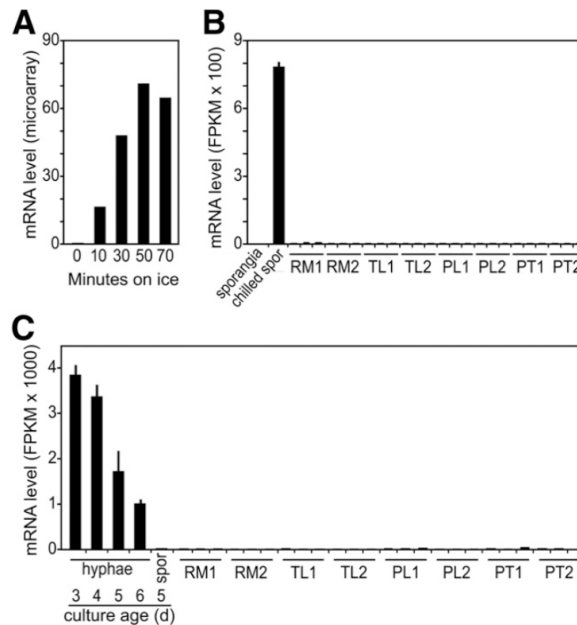 A
mRNA level (microarray)
90
60
30
0
0 10 30 50 70
Minutes on ice
B
mRNA level (FPKM x 100)
9
6
3
0
sporangia
chilled spor
RM1 RM2 TL1 TL2 PL1 PL2 PT1 PT2
C
mRNA level (FPKM x 1000)
4
3
2
1
0
hyphae
spor
RM1 RM2 TL1 TL2 PL1 PL2 PT1 PT2
3 4 5 6 5
culture age (d)